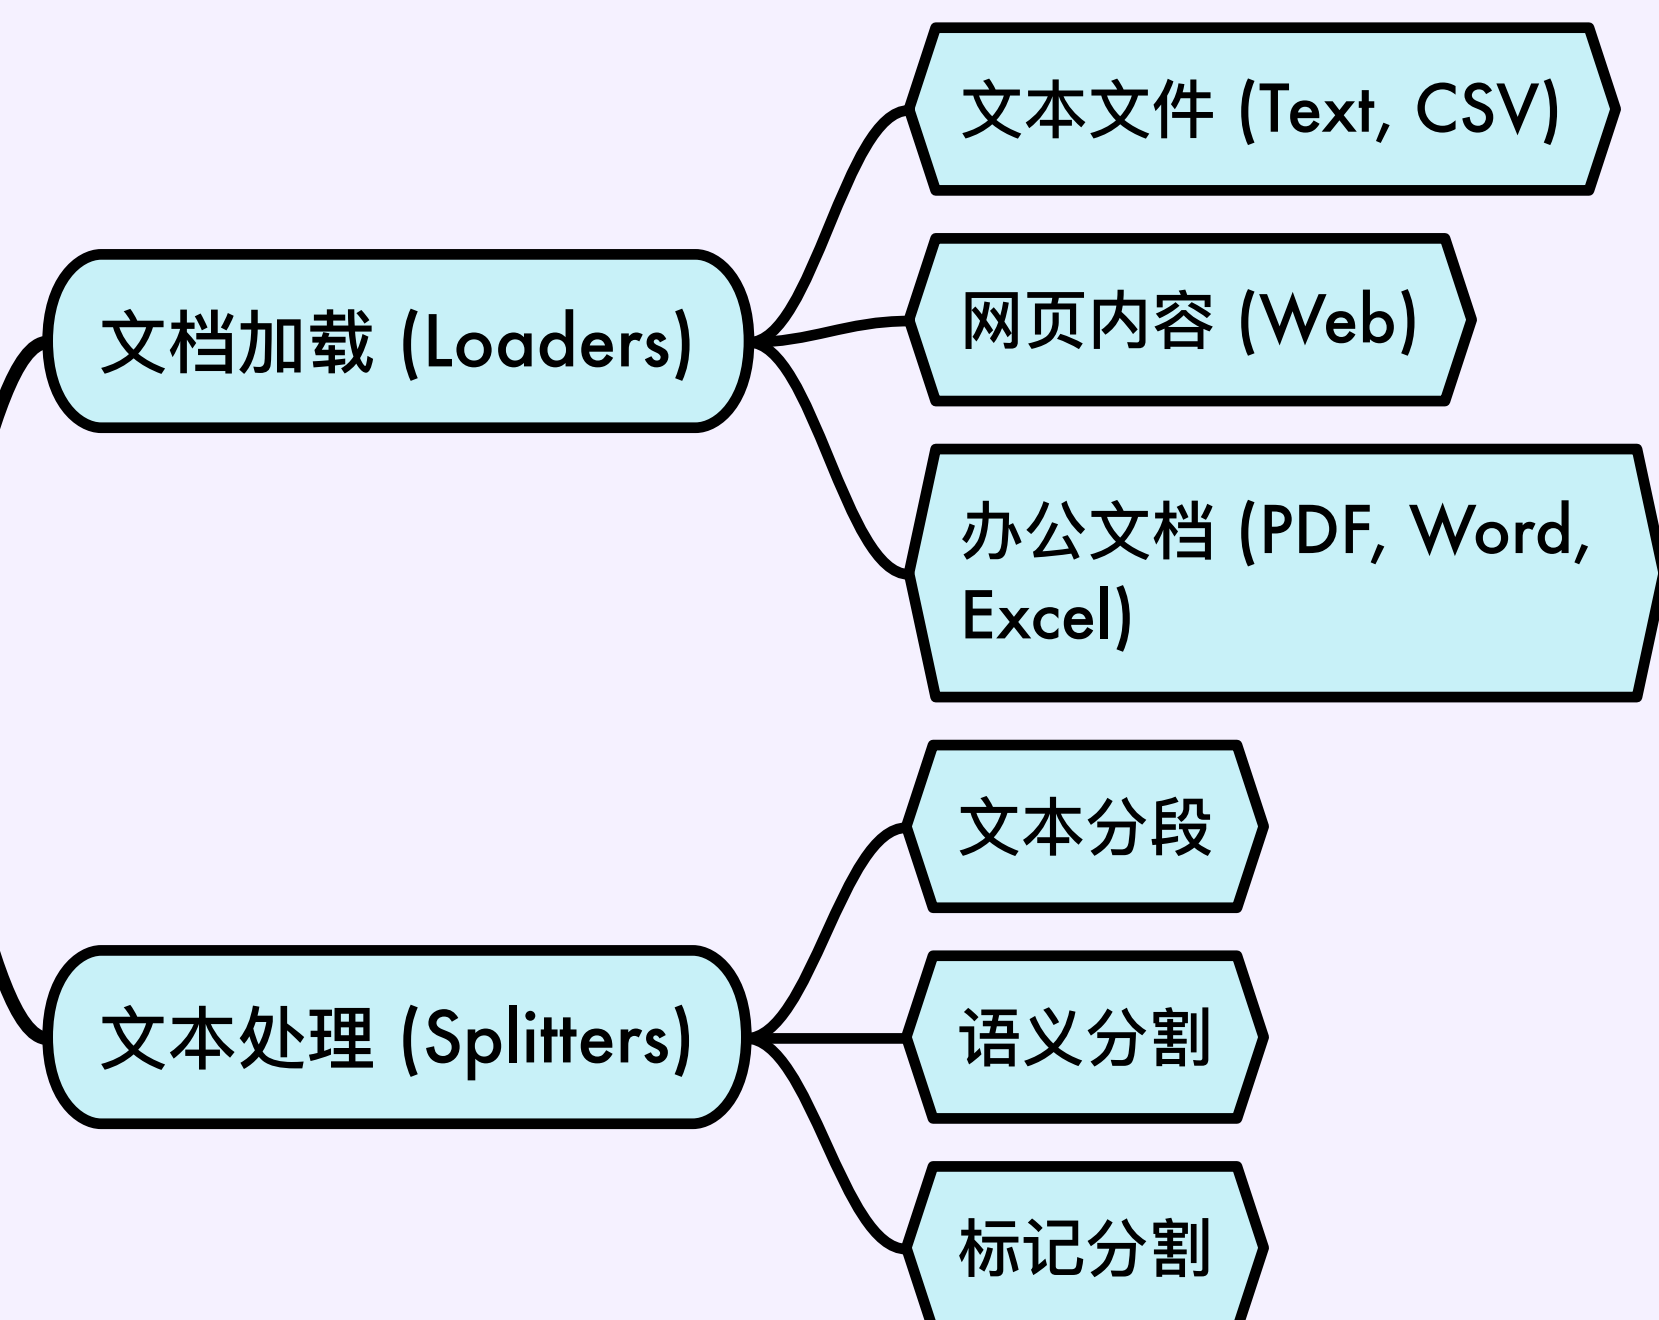 文本文件 (Text, CSV)
文档加载 (Loaders)
网页内容 (Web)
办公文档 (PDF, Word,
Excel)
文本处理 (Splitters)
文本分段
语义分割
标记分割